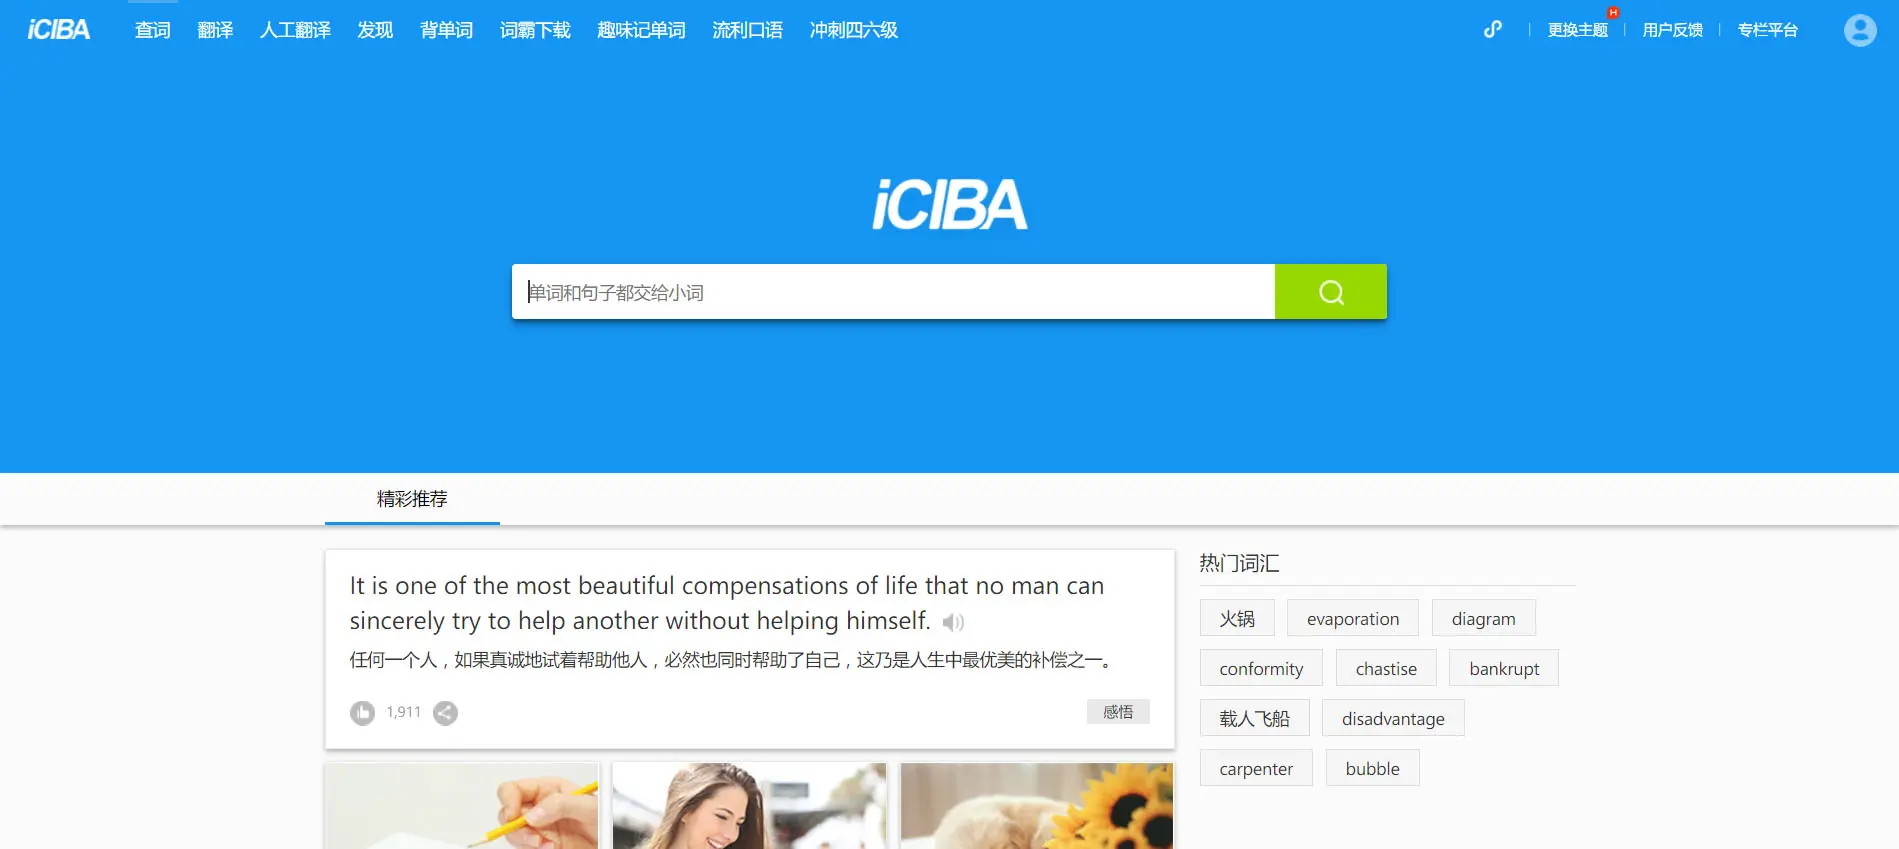 iCIBA 查词 翻译 人工翻译 发现 背单词 词霸下载 趣味记单词 流利口语 冲刺四六级 更换主题 H 用户反馈 专栏平台
iCIBA
单词和句子都交给小词
精彩推荐
It is one of the most beautiful compensations of life that no man can
sincerely try to help another without helping himself.
任何一个人，如果真诚地试着帮助他人，必然也同时帮助了自己，这乃是人生中最优美的补偿之一。
1,911 感悟
热门词汇
火锅 evaporation diagram
conformity chastise bankrupt
载人飞船 disadvantage
carpenter bubble